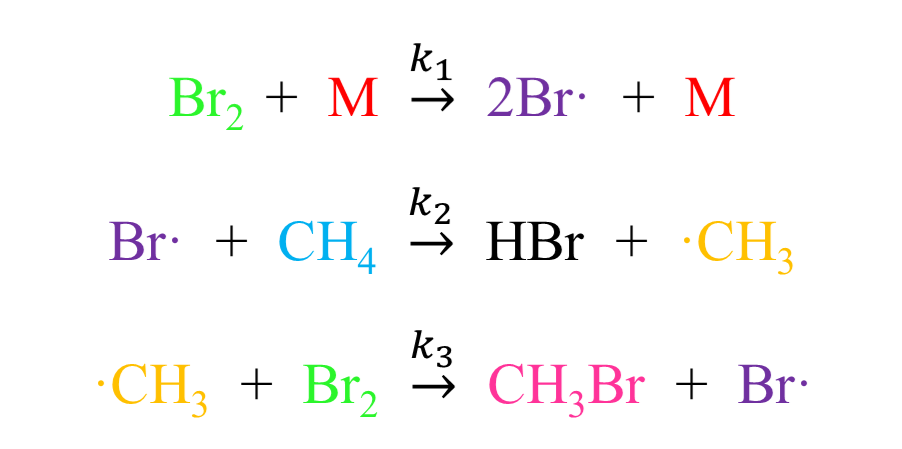 Br₂ + M k₁→ 2Br· + M
Br· + CH₄ k₂→ HBr + ·CH₃
·CH₃ + Br₂ k₃→ CH₃Br + Br·